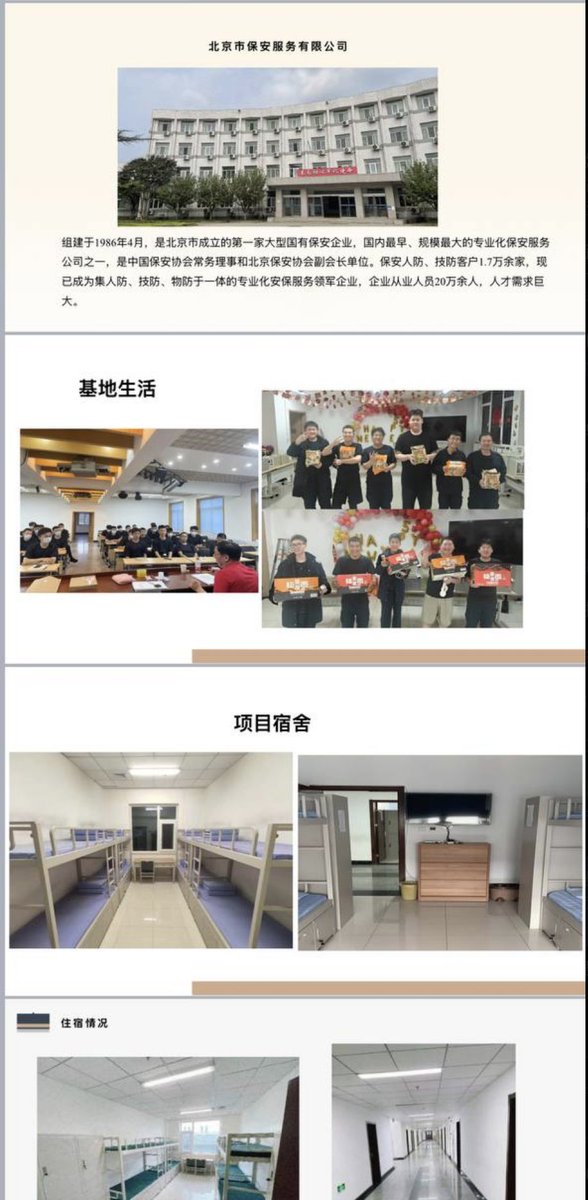 北京市保安服务有限公司
组建于1986年4月，是北京市成立的第一家大型国有保安企业，国内最早、规模最大的专业化保安服务
公司之一，是中国保安协会常务理事和北京保安协会副会长单位。保安人防、技防客户1.7万余家，现
已成为集人防、技防、物防于一体的专业化安保服务领军企业，企业从业人员20万余人，人才需求巨
大。
基地生活
项目宿舍
住宿情况